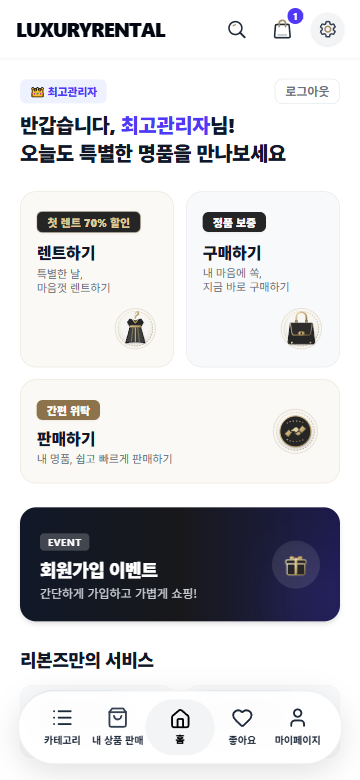 LUXURYRENTAL
1
최고관리자
로그아웃
반갑습니다, 최고관리자님!
오늘도 특별한 명품을 만나보세요
첫 렌트 70% 할인
렌트하기
특별한 날,
마음껏 렌트하기
정품 보증
구매하기
내 마음에 쏙,
지금 바로 구매하기
간편 위탁
판매하기
내 명품, 쉽고 빠르게 판매하기
EVENT
회원가입 이벤트
간단하게 가입하고 가볍게 쇼핑!
리본즈만의 서비스
카테고리
내 상품 판매
홈
좋아요
마이페이지